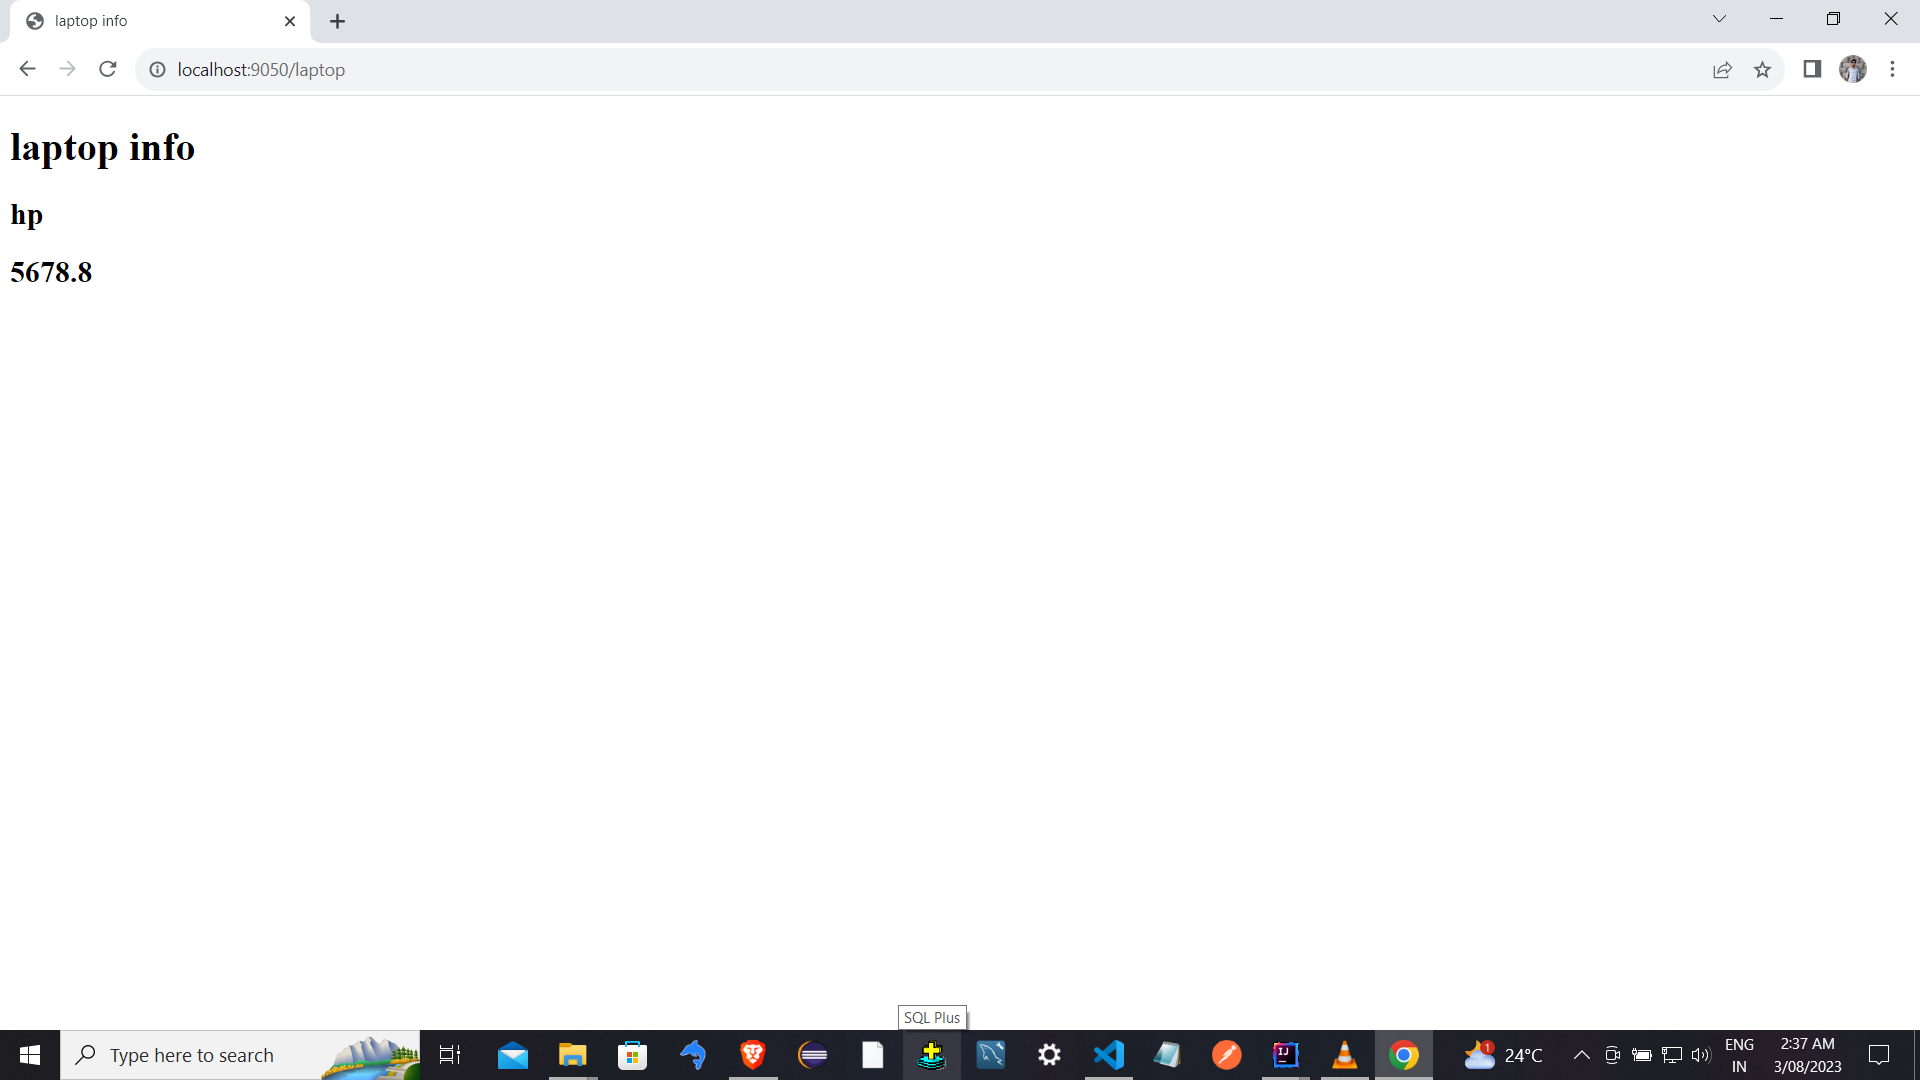 laptop info
localhost:9050/laptop
laptop info
hp
5678.8
SQL Plus
Type here to search
IJ
1
24°C
ENG
IN
2:37 AM
3/08/2023